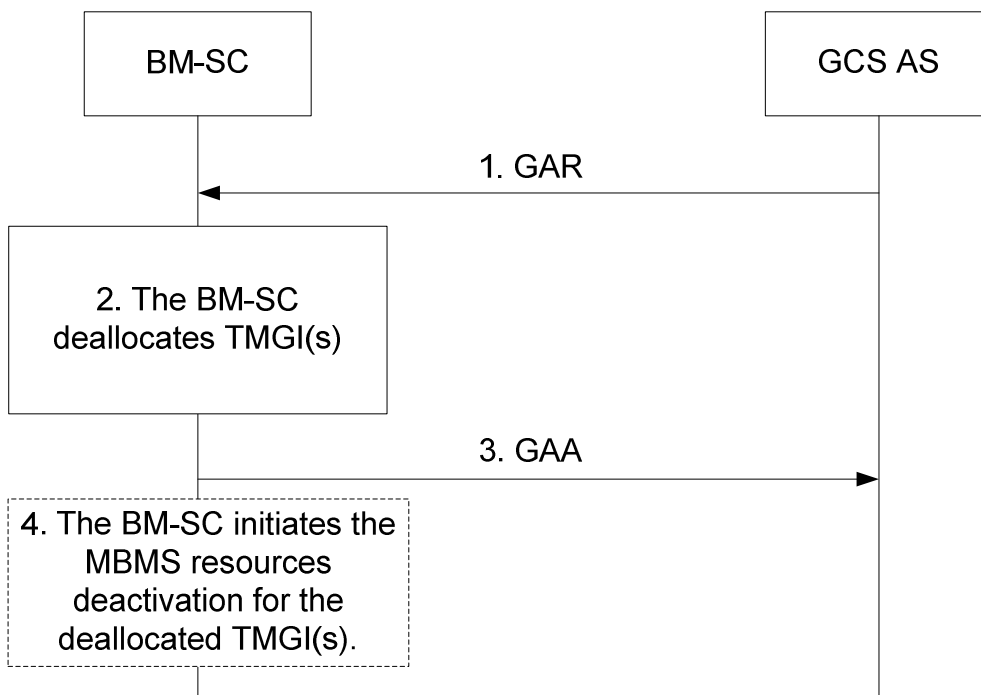 BM-SC
GCS AS
1. GAR
2. The BM-SC
deallocates TMGI(s)
3. GAA
4. The BM-SC initiates the
MBMS resources
deactivation for the
deallocated TMGI(s).